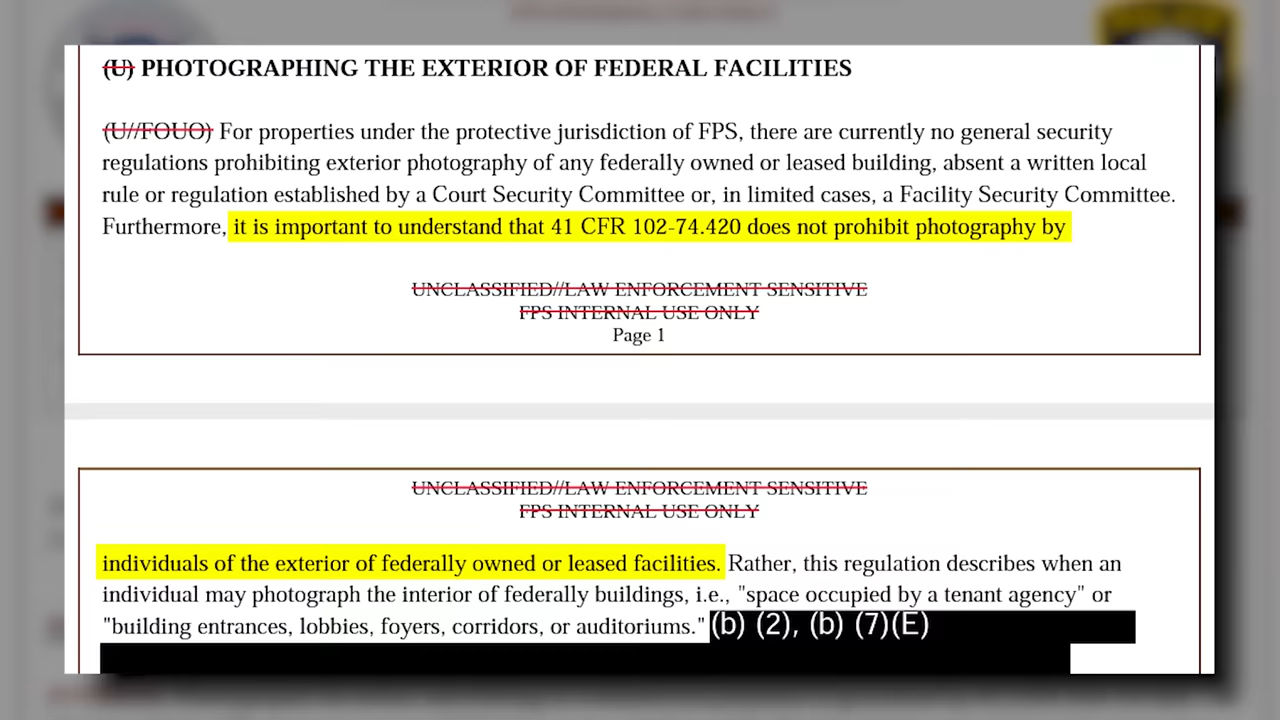 (U) PHOTOGRAPHING THE EXTERIOR OF FEDERAL FACILITIES
(U//FOUO) For properties under the protective jurisdiction of FPS, there are currently no general security
regulations prohibiting exterior photography of any federally owned or leased building, absent a written local
rule or regulation established by a Court Security Committee or, in limited cases, a Facility Security Committee.
Furthermore, it is important to understand that 41 CFR 102-74.420 does not prohibit photography by
UNCLASSIFIED//LAW ENFORCEMENT SENSITIVE
FPS INTERNAL USE ONLY
Page 1
UNCLASSIFIED//LAW ENFORCEMENT SENSITIVE
FPS INTERNAL USE ONLY
individuals of the exterior of federally owned or leased facilities. Rather, this regulation describes when an
individual may photograph the interior of federally buildings, i.e., "space occupied by a tenant agency" or
"building entrances, lobbies, foyers, corridors, or auditoriums." (b) (2), (b) (7)(E)